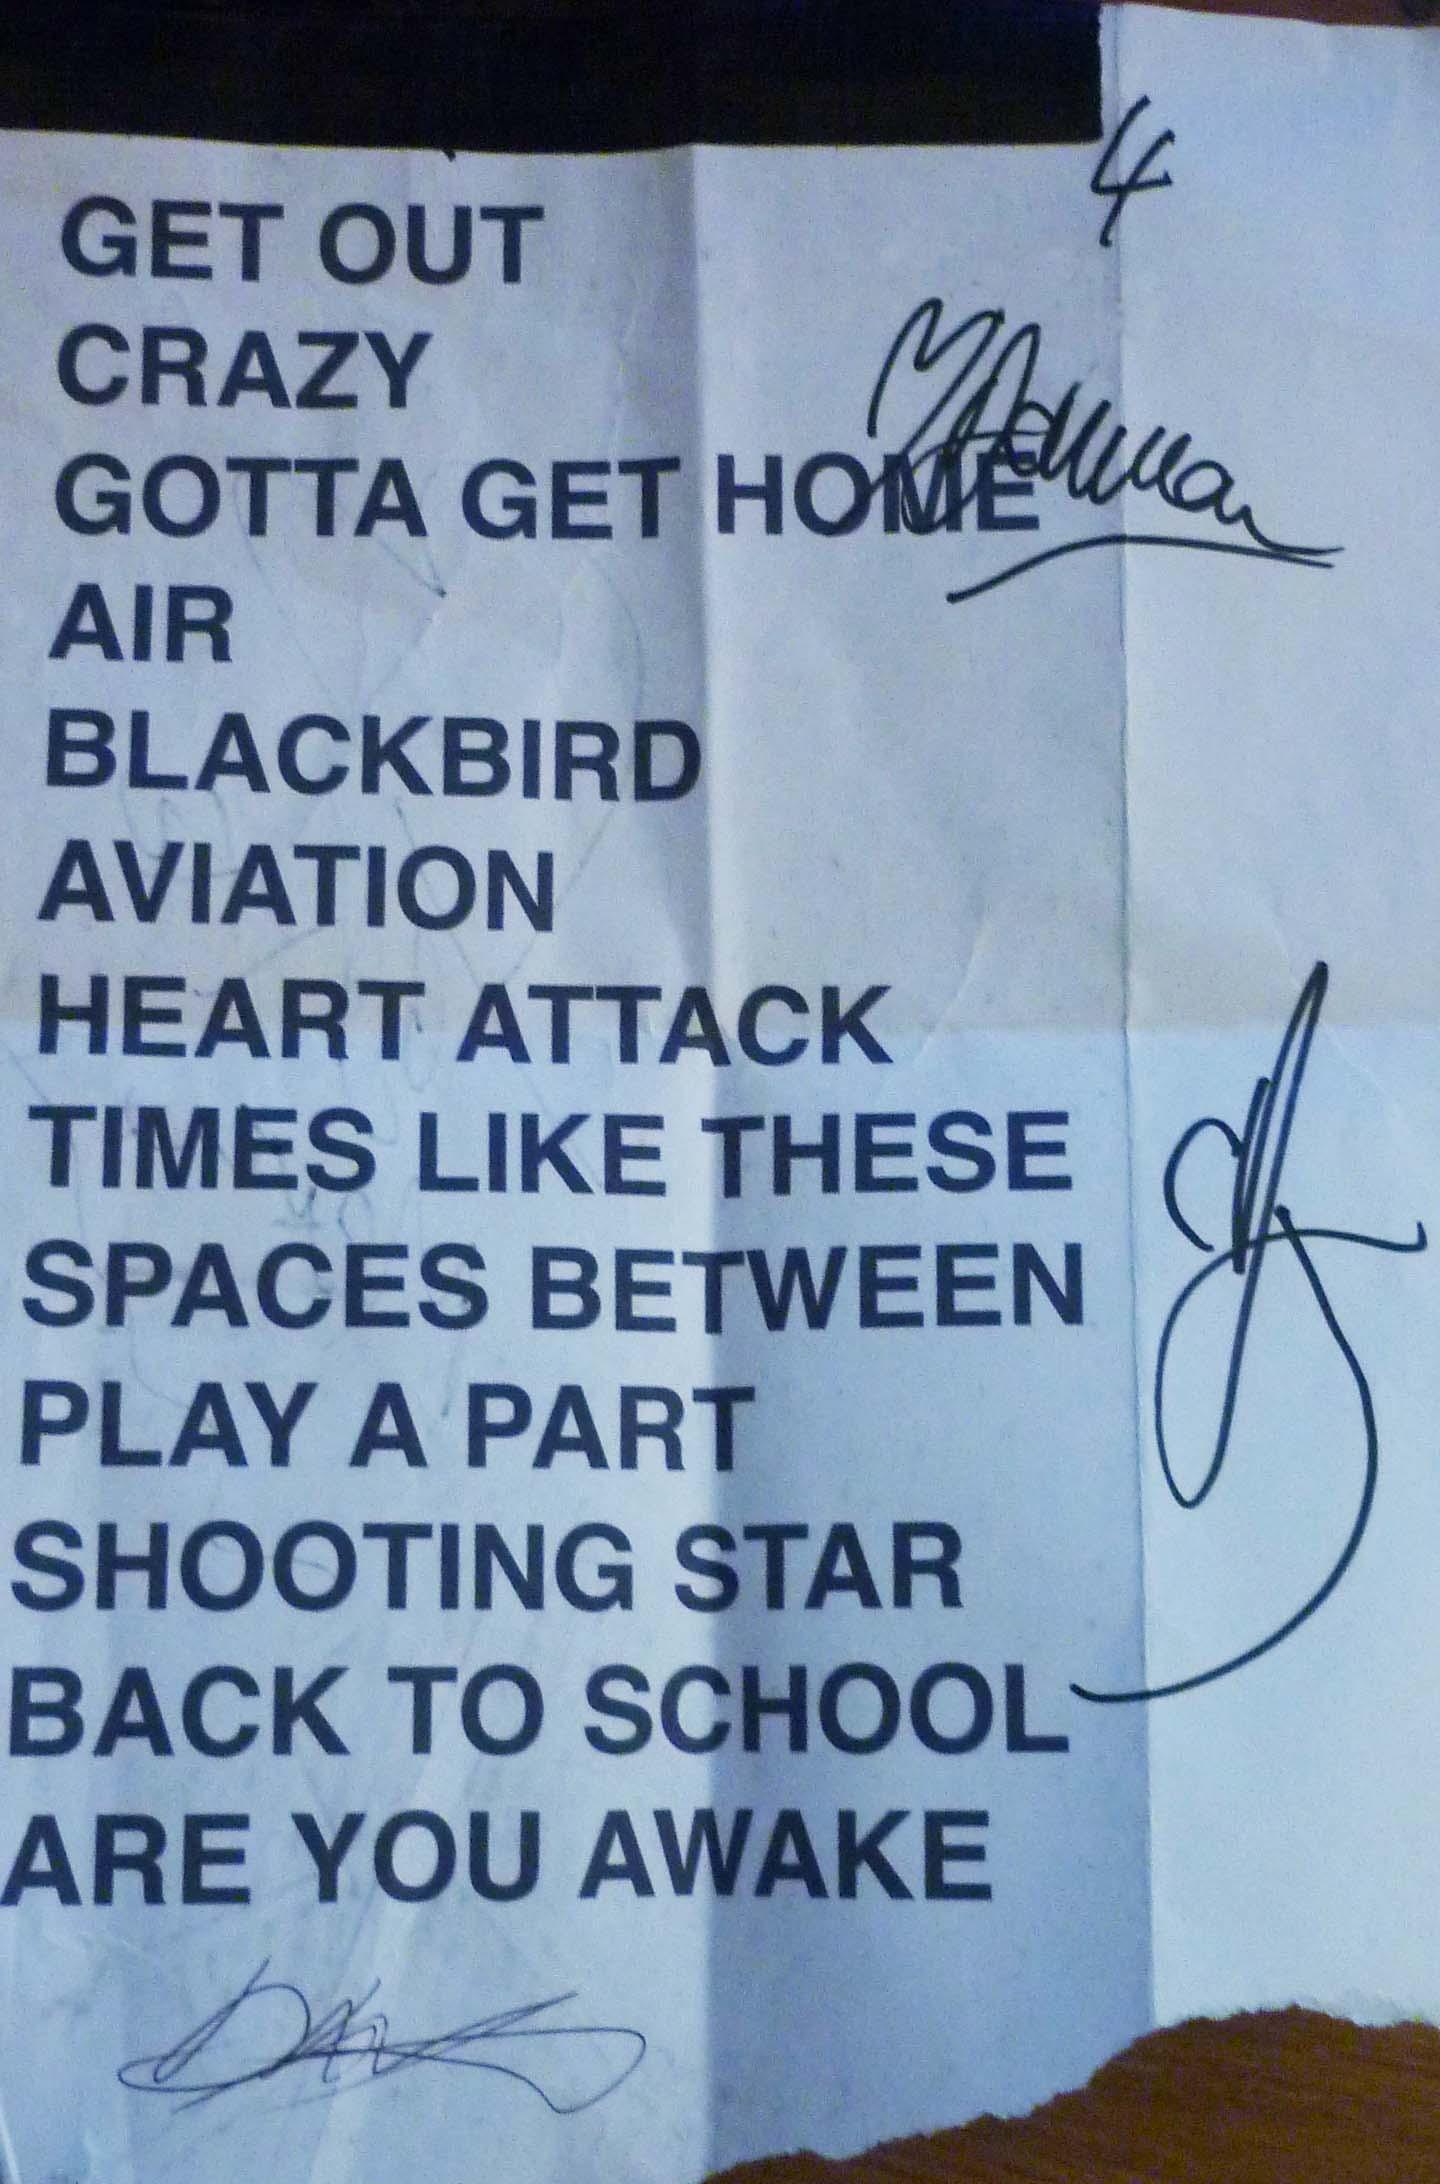 4
GET OUT
CRAZY
GOTTA GET HOME
AIR
BLACKBIRD
AVIATION
HEART ATTACK
TIMES LIKE THESE
SPACES BETWEEN
PLAY A PART
SHOOTING STAR
BACK TO SCHOOL
ARE YOU AWAKE